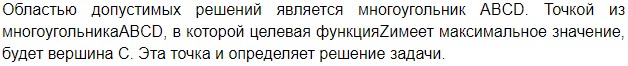 Областью допустимых решений является многоугольник ABCD. Точкой из
многоугольникаABCD, в которой целевая функцияZимеет максимальное значение,
будет вершина C. Эта точка и определяет решение задачи.